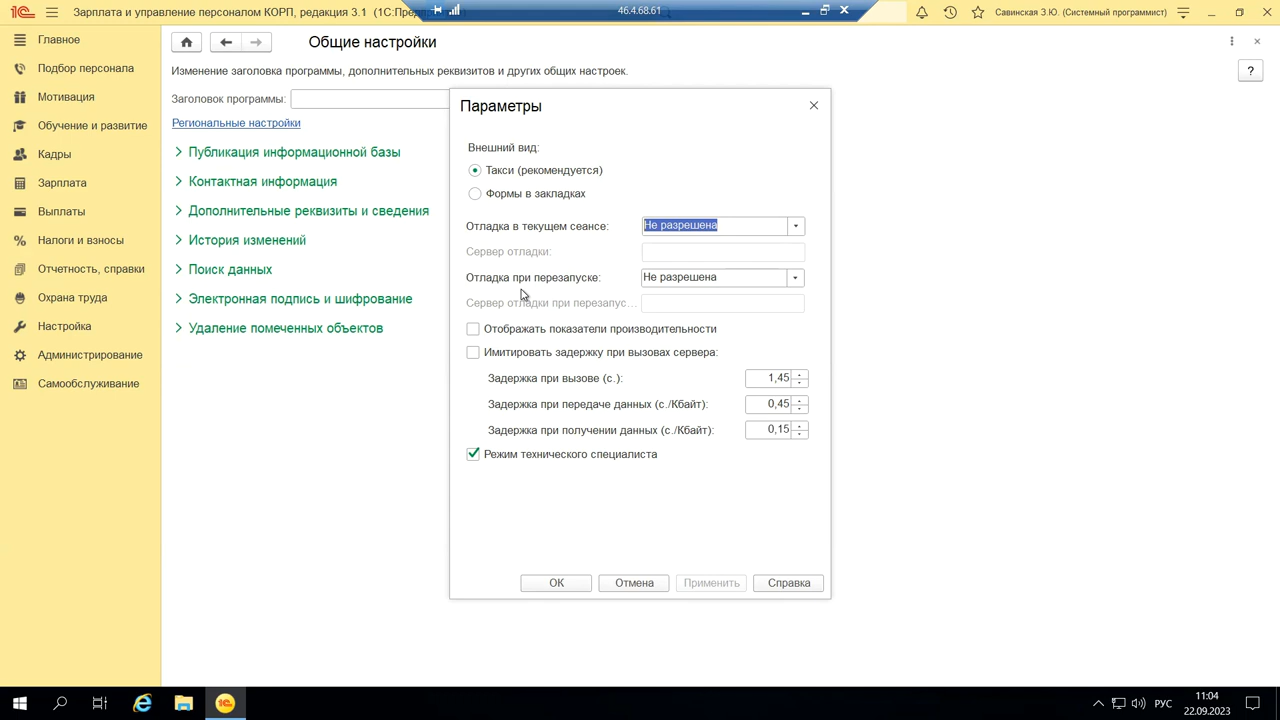 Зарплата и управление персоналом КОРП, редакция 3.1 (1С:Пред
46.4.68.61
Савинская З.Ю. (Системный программист)
Главное
Подбор персонала
Мотивация
Обучение и развитие
Кадры
Зарплата
Выплаты
Налоги и взносы
Отчетность, справки
Охрана труда
Настройка
Администрирование
Самообслуживание
Общие настройки
Изменение заголовка программы, дополнительных реквизитов и других общих настроек.
?
Заголовок программы:
Региональные настройки
Публикация информационной базы
Контактная информация
Дополнительные реквизиты и сведения
История изменений
Поиск данных
Электронная подпись и шифрование
Удаление помеченных объектов
Параметры
Внешний вид:
Такси (рекомендуется)
Формы в закладках
Отладка в текущем сеансе: Не разрешена
Сервер отладки:
Отладка при перезапуске: Не разрешена
Сервер отладки при перезапус...
Отображать показатели производительности
Имитировать задержку при вызовах сервера:
Задержка при вызове (с.): 1,45
Задержка при передаче данных (с./Кбайт): 0,45
Задержка при получении данных (с./Кбайт): 0,15
Режим технического специалиста
ОК Отмена Применить Справка
РУС
11:04
22.09.2023